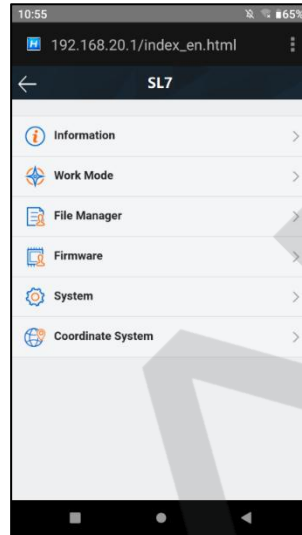 10:55
65%
H
192.168.20.1/index_en.html
SL7
Information
Work Mode
File Manager
Firmware
System
Coordinate System